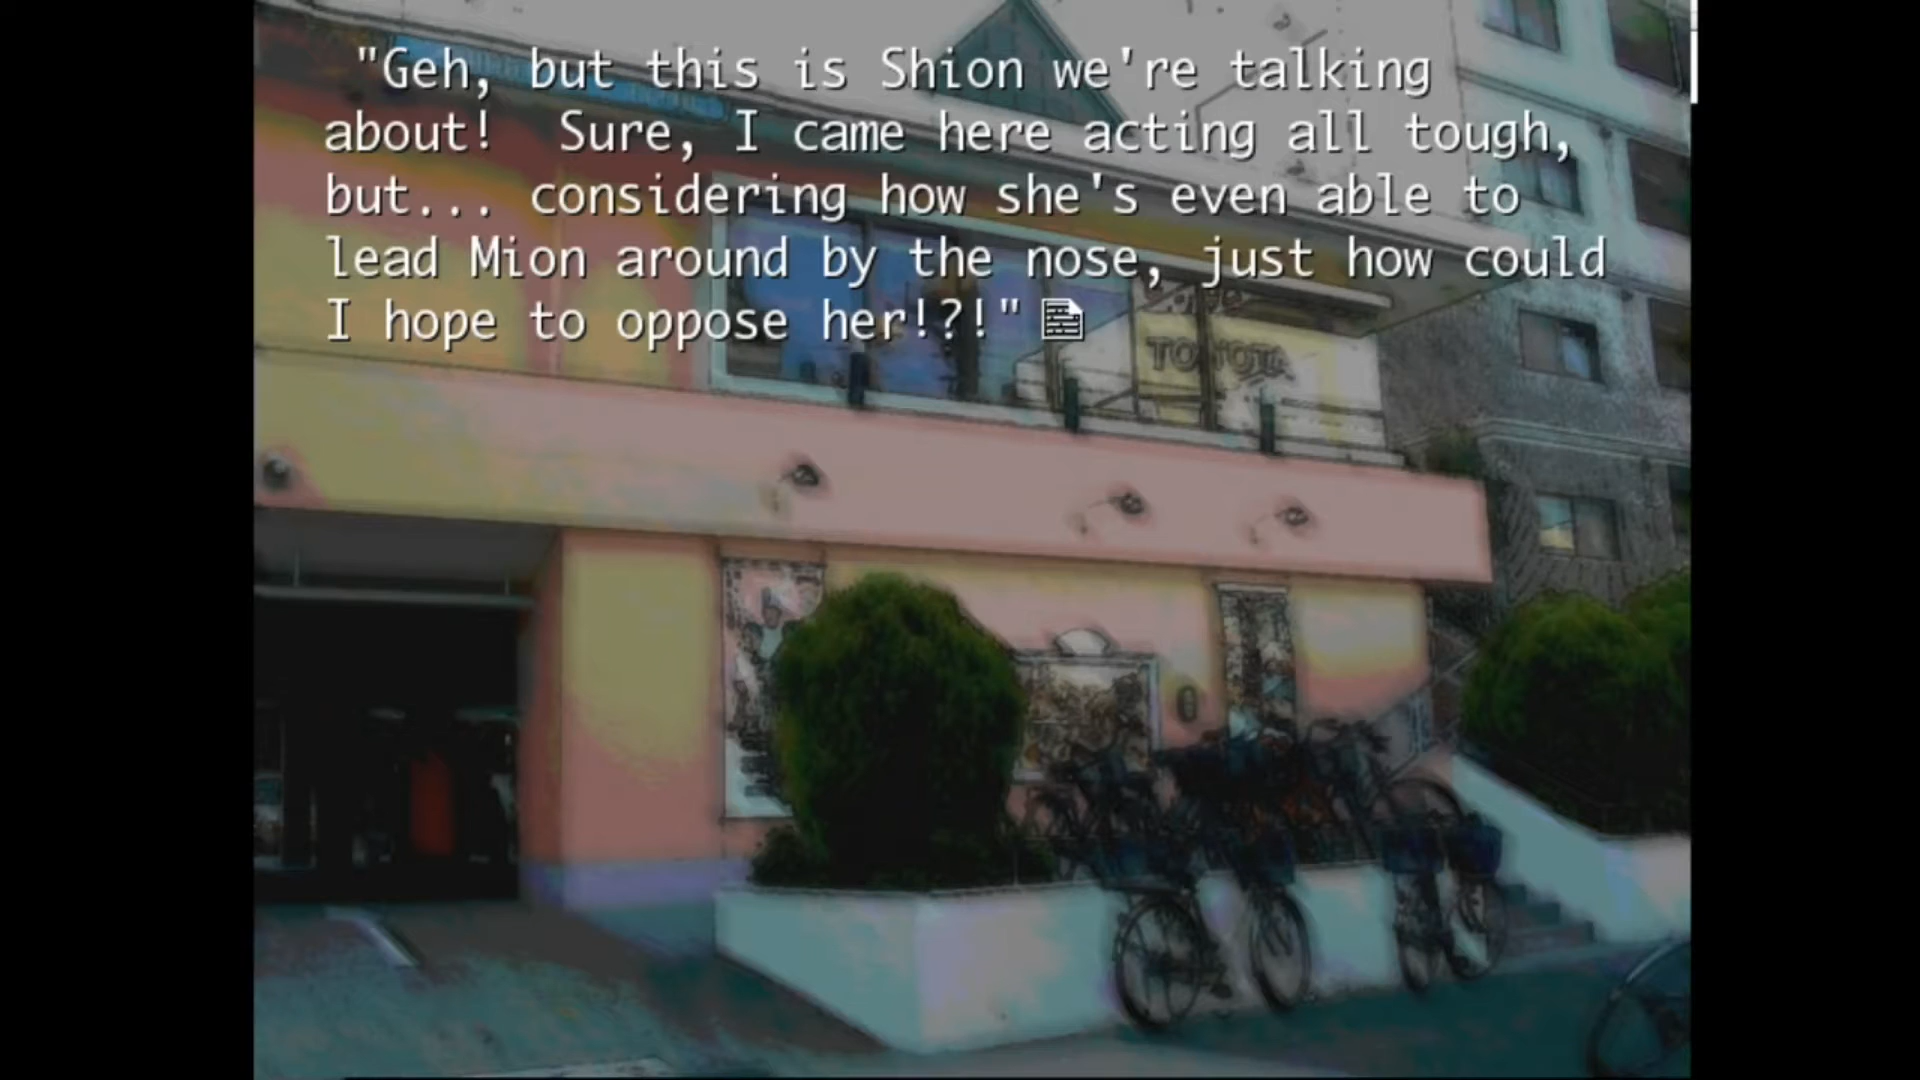 "Geh, but this is Shion we're talking
about!  Sure, I came here acting all tough,
but... considering how she's even able to
lead Mion around by the nose, just how could
I hope to oppose her!?!"
TOYOTA